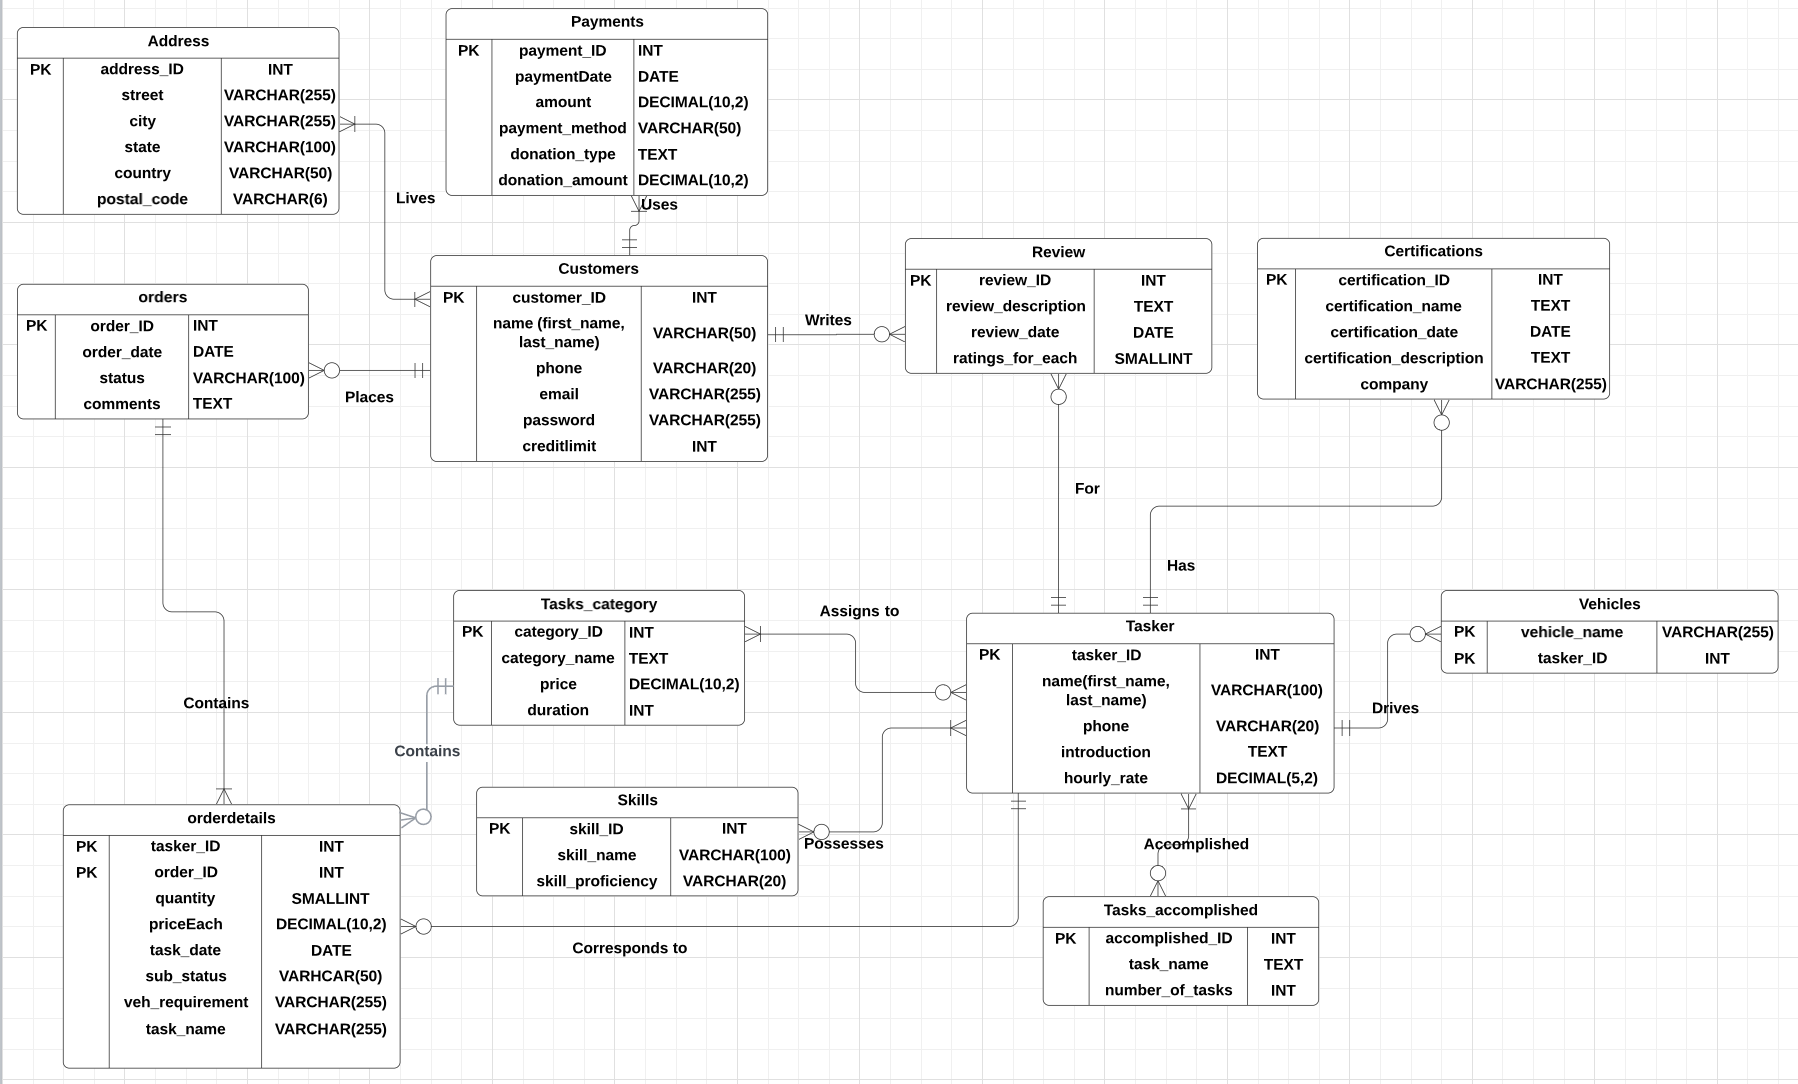 Address
PK address_ID INT
street VARCHAR(255)
city VARCHAR(255)
state VARCHAR(100)
country VARCHAR(50)
postal_code VARCHAR(6)
Payments
PK payment_ID INT
paymentDate DATE
amount DECIMAL(10,2)
payment_method VARCHAR(50)
donation_type TEXT
donation_amount DECIMAL(10,2)
Lives
Uses
Customers
PK customer_ID INT
name (first_name,
last_name) VARCHAR(50)
phone VARCHAR(20)
email VARCHAR(255)
password VARCHAR(255)
creditlimit INT
orders
PK order_ID INT
order_date DATE
status VARCHAR(100)
comments TEXT
Places
Writes
Review
PK review_ID INT
review_description TEXT
review_date DATE
ratings_for_each SMALLINT
Certifications
PK certification_ID INT
certification_name TEXT
certification_date DATE
certification_description TEXT
company VARCHAR(255)
For
Has
Tasks_category
PK category_ID INT
category_name TEXT
price DECIMAL(10,2)
duration INT
Assigns to
Tasker
PK tasker_ID INT
name(first_name,
last_name) VARCHAR(100)
phone VARCHAR(20)
introduction TEXT
hourly_rate DECIMAL(5,2)
Vehicles
PK vehicle_name VARCHAR(255)
PK tasker_ID INT
Drives
Contains
Contains
Skills
PK skill_ID INT
skill_name VARCHAR(100)
skill_proficiency VARCHAR(20)
Possesses
Accomplished
orderdetails
PK tasker_ID INT
PK order_ID INT
quantity SMALLINT
priceEach DECIMAL(10,2)
task_date DATE
sub_status VARHCAR(50)
veh_requirement VARCHAR(255)
task_name VARCHAR(255)
Corresponds to
Tasks_accomplished
PK accomplished_ID INT
task_name TEXT
number_of_tasks INT